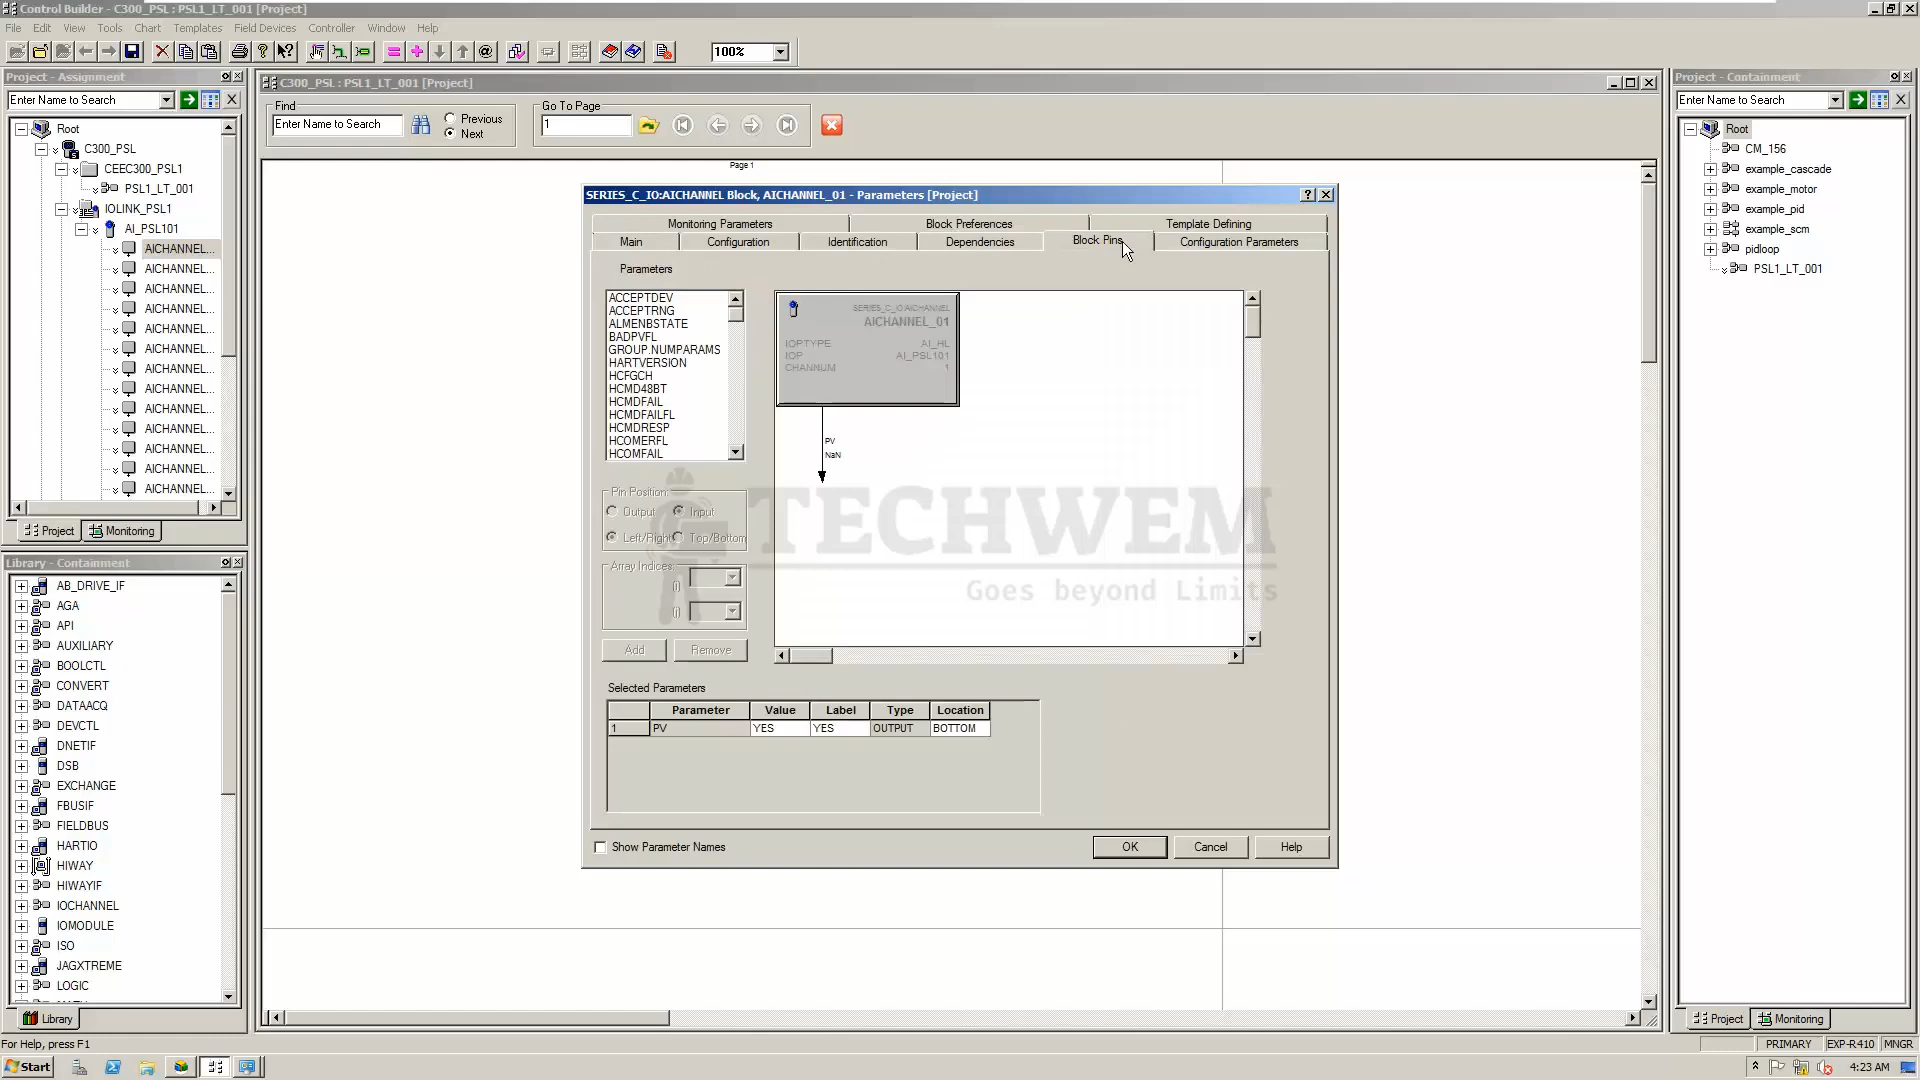 Control Builder - C300_PSL : PSL1_LT_001 [Project]
File Edit View Tools Chart Templates Field Devices Controller Window Help
100%
Project - Assignment
Enter Name to Search
Root
C300_PSL
CEEC300_PSL1
PSL1_LT_001
IOLINK_PSL1
AI_PSL101
AICHANNEL...
AICHANNEL...
AICHANNEL...
AICHANNEL...
AICHANNEL...
AICHANNEL...
AICHANNEL...
AICHANNEL...
AICHANNEL...
AICHANNEL...
AICHANNEL...
AICHANNEL...
AICHANNEL...
Project Monitoring
Library - Containment
AB_DRIVE_IF
AGA
API
AUXILIARY
BOOLCTL
CONVERT
DATAACQ
DEVCTL
DNETIF
DSB
EXCHANGE
FBUSIF
FIELDBUS
HARTIO
HIWAY
HIWAYIF
IOCHANNEL
IOMODULE
ISO
JAGXTREME
LOGIC
Library
C300_PSL : PSL1_LT_001 [Project]
Find
Enter Name to Search
Previous
Next
Go To Page
1
Page 1
SERIES_C_IO:AICHANNEL Block, AICHANNEL_01 - Parameters [Project]
Monitoring Parameters Block Preferences Template Defining
Main Configuration Identification Dependencies Block Pins Configuration Parameters
Parameters
ACCEPTDEV
ACCEPTRNG
ALMENBSTATE
BADPVFL
GROUP.NUMPARAMS
HARTVERSION
HCFGCH
HCMD48BT
HCMDFAIL
HCMDFAILFL
HCMDRESP
HCOMERFL
HCOMFAIL
Pin Position:
Output Input
Left/Right Top/Bottom
Array Indices:
(i)
(j)
Add Remove
SERIES_C_IO:AICHANNEL
AICHANNEL_01
IOPTYPE AI_HL
IOP AI_PSL101
CHANNUM 1
PV
NaN
TECHWEM
Goes beyond Limits
Selected Parameters
Parameter Value Label Type Location
1 PV YES YES OUTPUT BOTTOM
Show Parameter Names
OK Cancel Help
Project - Containment
Enter Name to Search
Root
CM_156
example_cascade
example_motor
example_pid
example_scm
pidloop
PSL1_LT_001
Project Monitoring
For Help, press F1
PRIMARY EXP-R410 MNGR
Start
4:23 AM